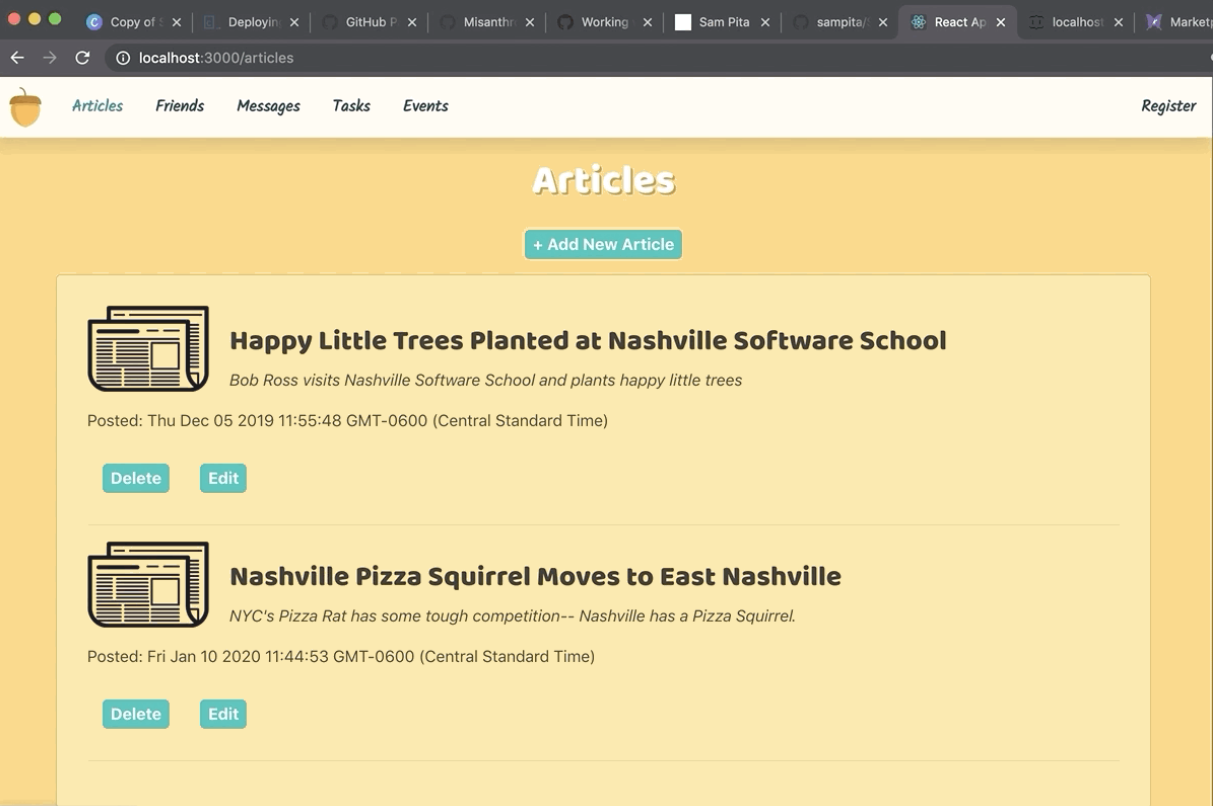 Copy of
Deploying
GitHub P
Misanthr
Working
Sam Pita
sampita/
React Ap
localhost
Marketp
localhost:3000/articles
Articles Friends Messages Tasks Events Register
Articles
+ Add New Article
Happy Little Trees Planted at Nashville Software School
Bob Ross visits Nashville Software School and plants happy little trees
Posted: Thu Dec 05 2019 11:55:48 GMT-0600 (Central Standard Time)
Delete Edit
Nashville Pizza Squirrel Moves to East Nashville
NYC's Pizza Rat has some tough competition-- Nashville has a Pizza Squirrel.
Posted: Fri Jan 10 2020 11:44:53 GMT-0600 (Central Standard Time)
Delete Edit